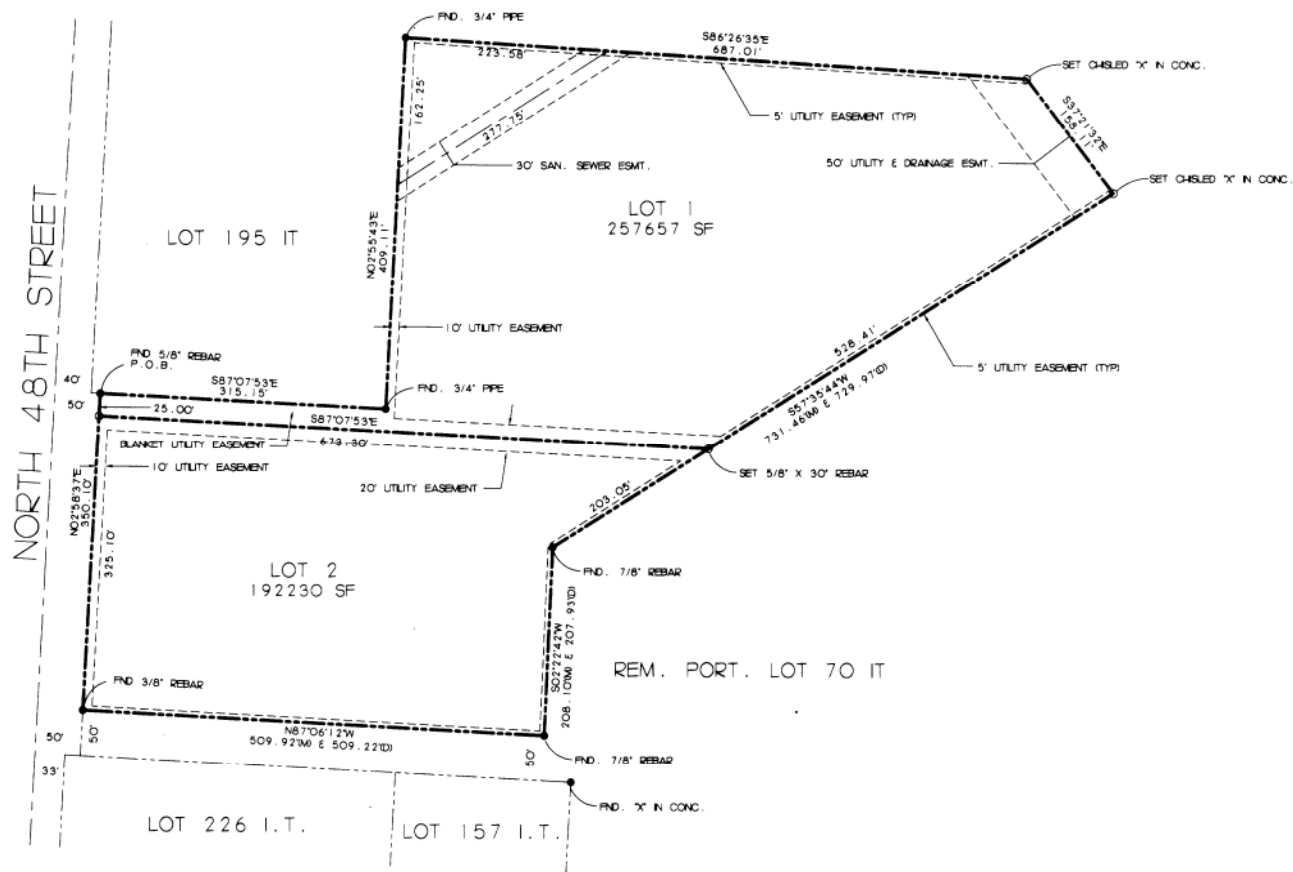 FND. 3/4" PIPE
S86°26'35"E
687.01'
223.58'
SET CHISLED "X" IN CONC.
162.25'
277.75'
5' UTILITY EASEMENT (TYP)
S37°21'32"E
158.11'
30' SAN. SEWER ESMT.
50' UTILITY & DRAINAGE ESMT.
SET CHISLED "X" IN CONC.
LOT 1
257657 SF
LOT 195 IT
N02°55'43"E
409.11'
NORTH 48TH STREET
10' UTILITY EASEMENT
528.41'
S57°35'44"W
731.46'(M) & 729.97'(D)
5' UTILITY EASEMENT (TYP)
FND 5/8" REBAR
P.O.B.
40'
50'
S87°07'53"E
315.15'
FND. 3/4" PIPE
25.00'
S87°07'53"E
673.30'
BLANKET UTILITY EASEMENT
10' UTILITY EASEMENT
20' UTILITY EASEMENT
SET 5/8" X 30" REBAR
N02°58'37"E
350.10'
325.10'
203.05'
LOT 2
192230 SF
FND. 7/8" REBAR
S02°22'42"W
208.10'(M) & 207.93'(D)
REM. PORT. LOT 70 IT
FND 3/8" REBAR
N87°06'12"W
509.92'(M) & 509.22'(D)
50'
50'
50'
33'
FND. 7/8" REBAR
FND. "X" IN CONC.
LOT 226 I.T.
LOT 157 I.T.